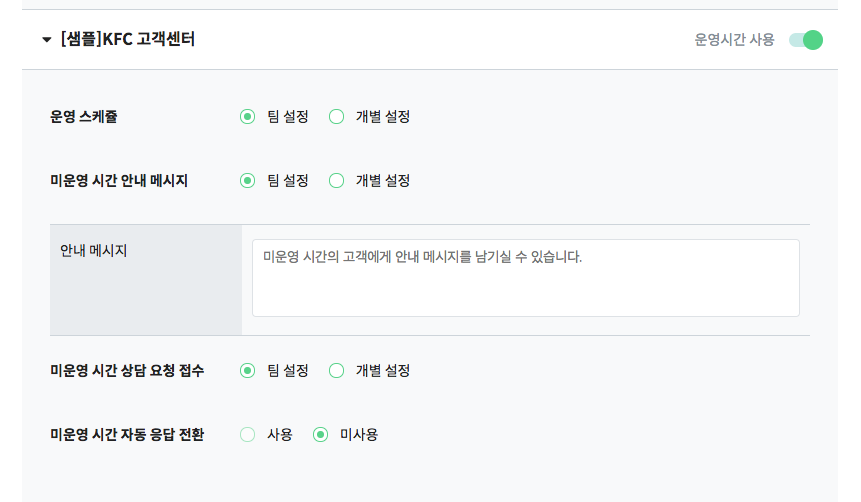 [샘플]KFC 고객센터 운영시간 사용
운영 스케쥴 팀 설정 개별 설정
미운영 시간 안내 메시지 팀 설정 개별 설정
안내 메시지 미운영 시간의 고객에게 안내 메시지를 남기실 수 있습니다.
미운영 시간 상담 요청 접수 팀 설정 개별 설정
미운영 시간 자동 응답 전환 사용 미사용